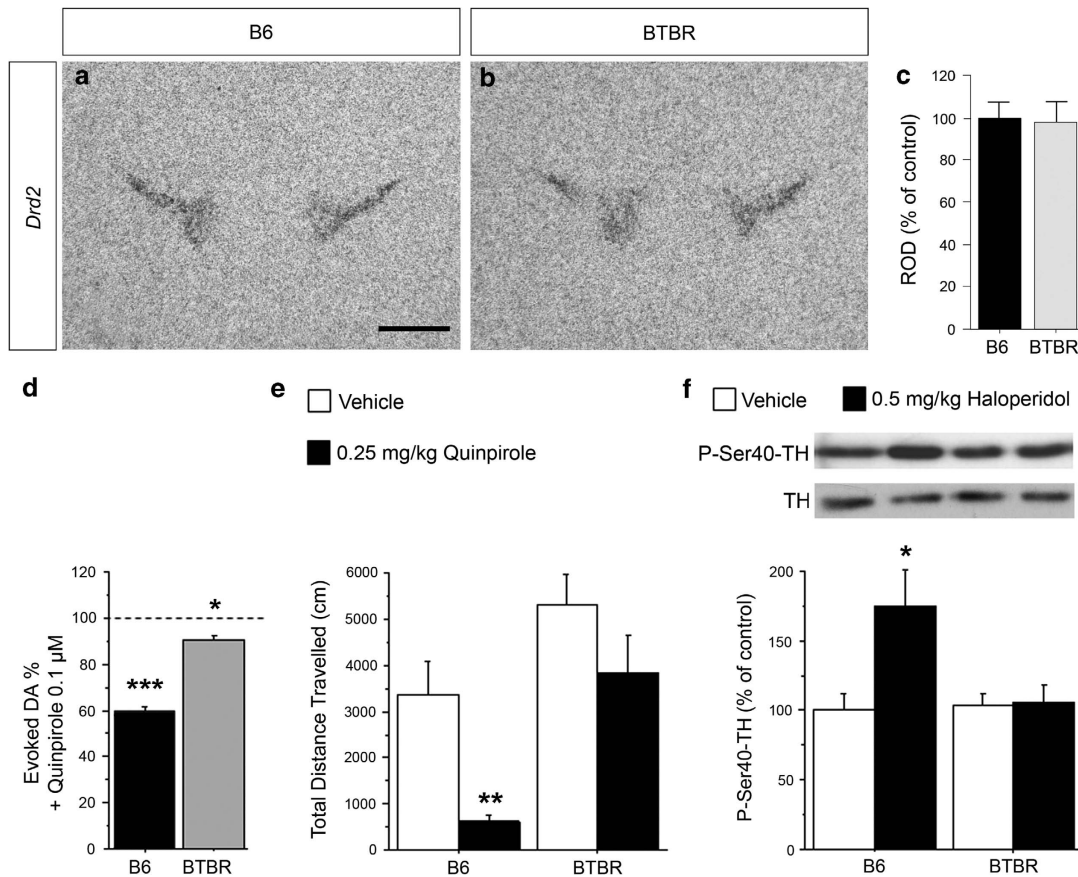 B6
BTBR
Drd2
a
b
c
ROD (% of control)
120
100
80
60
40
20
0
B6
BTBR
d
Evoked DA %
+ Quinpirole 0.1 µM
120
100
80
60
40
20
0
***
*
B6
BTBR
e
Vehicle
0.25 mg/kg Quinpirole
Total Distance Travelled (cm)
6000
5000
4000
3000
2000
1000
0
**
B6
BTBR
f
Vehicle
0.5 mg/kg Haloperidol
P-Ser40-TH
TH
P-Ser40-TH (% of control)
200
150
100
50
0
*
B6
BTBR